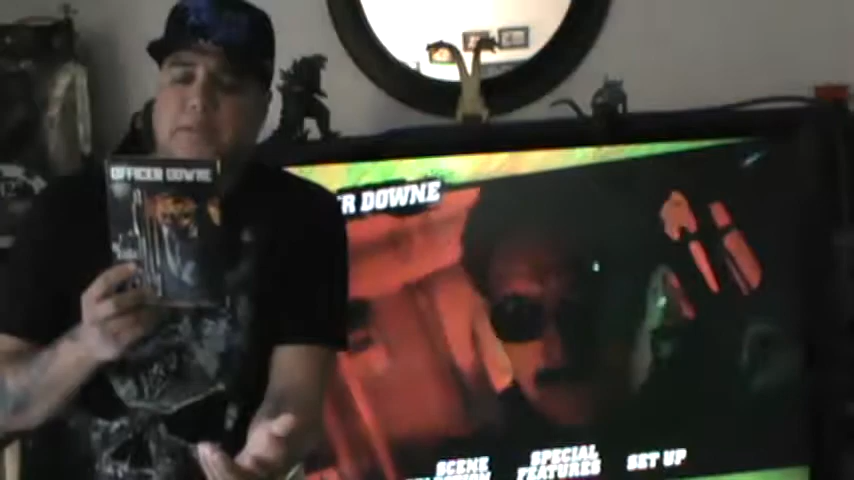 OFFICER DOWNE
R DOWNE
SCENE
SPECIAL
FEATURES
SET UP